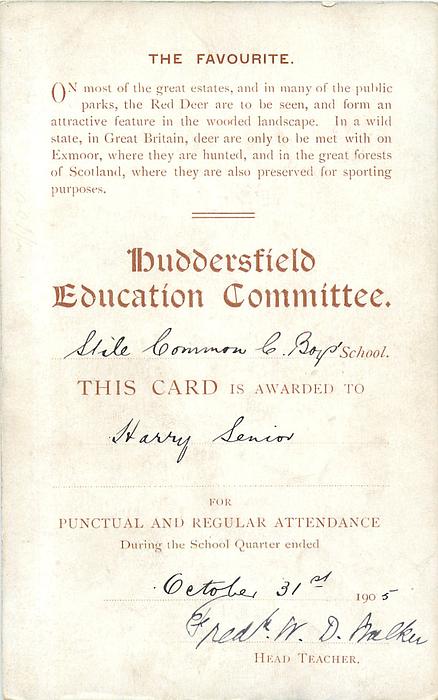 THE FAVOURITE.
ON most of the great estates, and in many of the public
parks, the Red Deer are to be seen, and form an
attractive feature in the wooded landscape. In a wild
state, in Great Britain, deer are only to be met with on
Exmoor, where they are hunted, and in the great forests
of Scotland, where they are also preserved for sporting
purposes.
Huddersfield
Education Committee.
Stile Common C. Boys' School.
THIS CARD IS AWARDED TO
Harry Senior
FOR
PUNCTUAL AND REGULAR ATTENDANCE
During the School Quarter ended
October 31st 1905
Fredk. W. D. Walker
HEAD TEACHER.